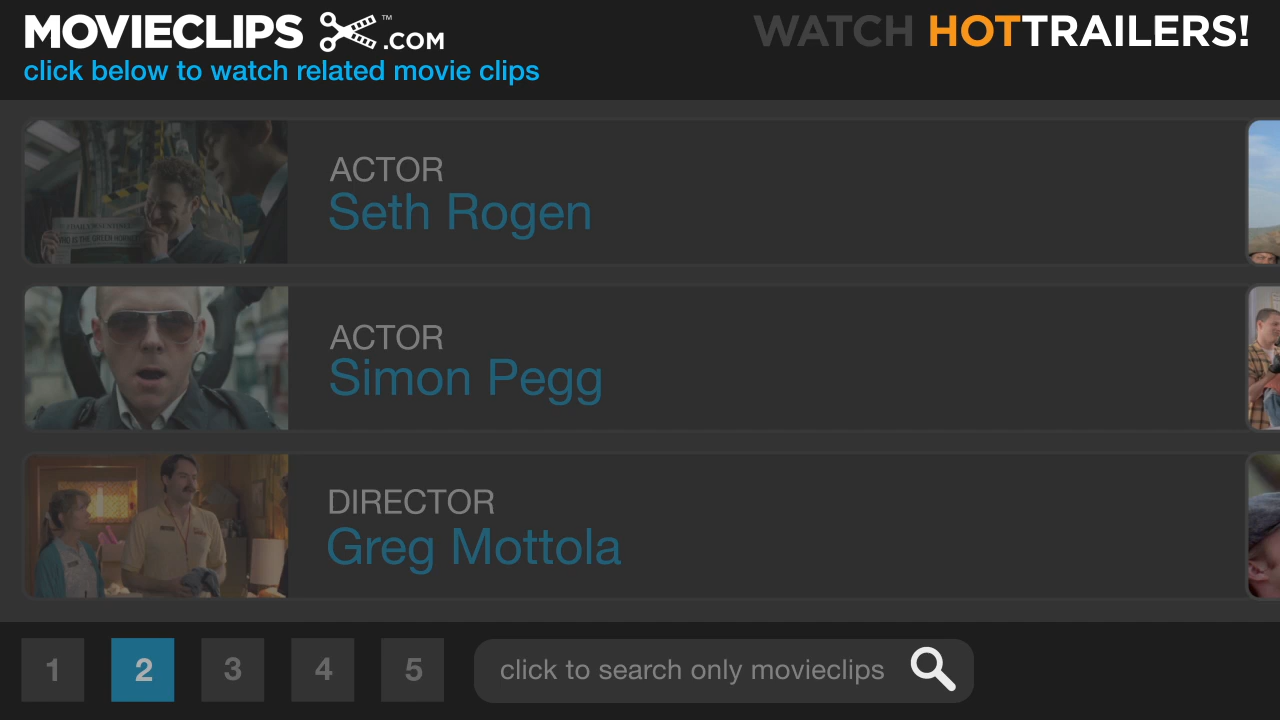 MOVIECLIPS ™ .COM
WATCH HOTTRAILERS!
click below to watch related movie clips
ACTOR
Seth Rogen
ACTOR
Simon Pegg
DIRECTOR
Greg Mottola
1 2 3 4 5
click to search only movieclips